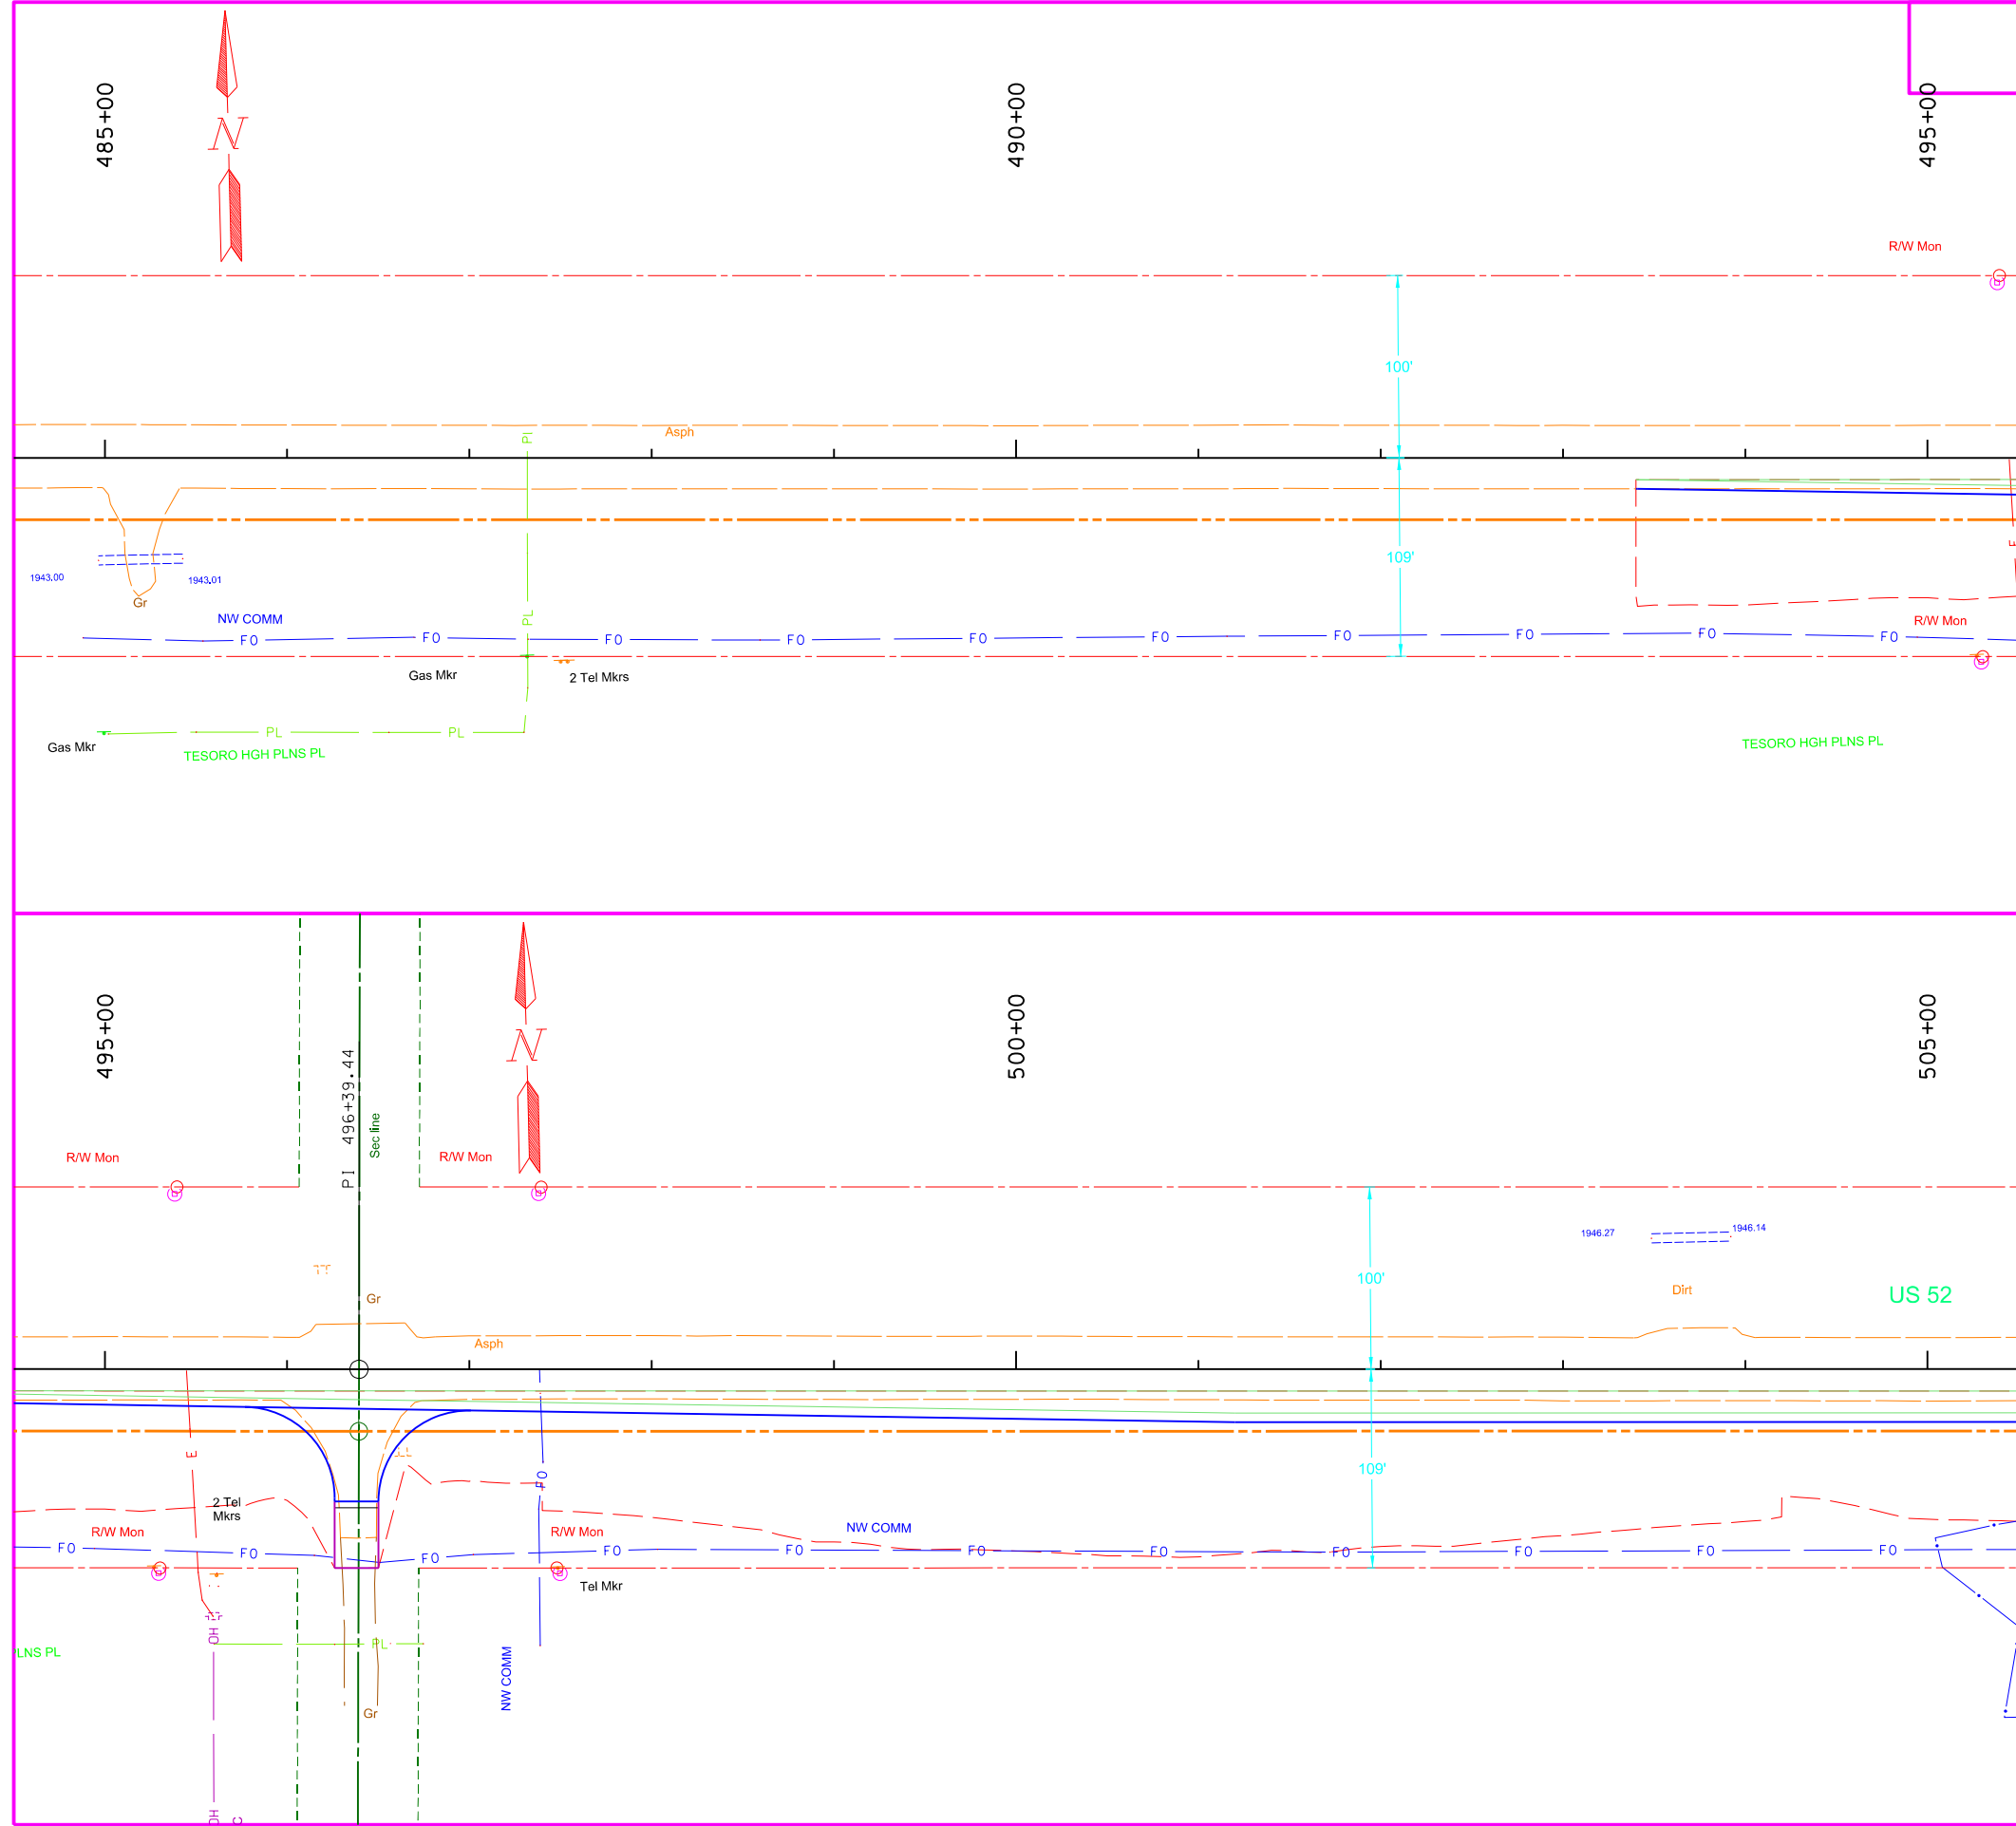 485+00
490+00
495+00
N
R/W Mon
100'
Asph
PL
109'
E
1943.00
1943.01
Gr
NW COMM
PL
R/W Mon
FO FO FO FO FO FO FO FO FO FO
Gas Mkr
2 Tel Mkrs
PL PL
Gas Mkr
TESORO HGH PLNS PL
TESORO HGH PLNS PL
495+00
500+00
505+00
N
PI 496+39.44
Sec line
R/W Mon
R/W Mon
1946.27
1946.14
100'
Gr
Dirt
US 52
Asph
E
FO
109'
2 Tel
Mkrs
R/W Mon
R/W Mon
NW COMM
FO FO FO FO FO FO FO FO FO FO FO
Tel Mkr
OH
PL
LNS PL
NW COMM
Gr
OH
C